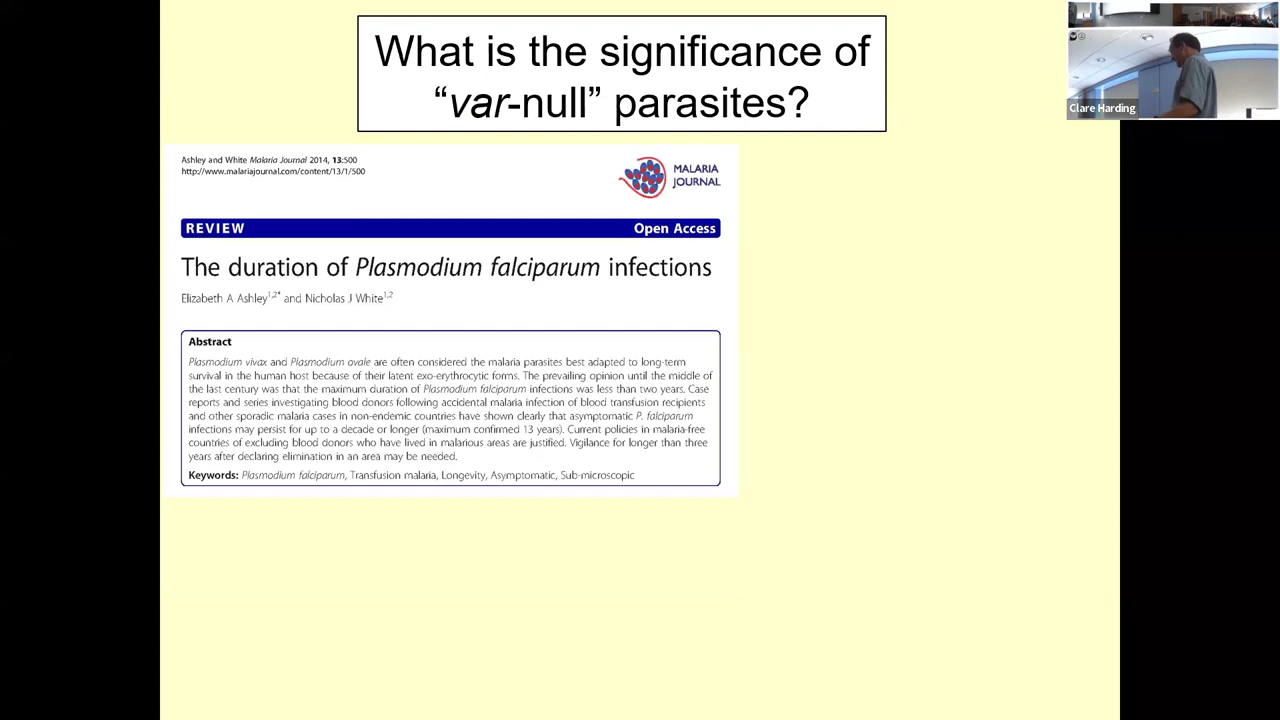 What is the significance of
“var-null” parasites?
Clare Harding
Ashley and White Malaria Journal 2014, 13:500
http://www.malariajournal.com/content/13/1/500
MALARIA
JOURNAL
REVIEW Open Access
The duration of Plasmodium falciparum infections
Elizabeth A Ashley1,2* and Nicholas J White1,2
Abstract
Plasmodium vivax and Plasmodium ovale are often considered the malaria parasites best adapted to long-term
survival in the human host because of their latent exo-erythrocytic forms. The prevailing opinion until the middle of
the last century was that the maximum duration of Plasmodium falciparum infections was less than two years. Case
reports and series investigating blood donors following accidental malaria infection of blood transfusion recipients
and other sporadic malaria cases in non-endemic countries have shown clearly that asymptomatic P. falciparum
infections may persist for up to a decade or longer (maximum confirmed 13 years). Current policies in malaria-free
countries of excluding blood donors who have lived in malarious areas are justified. Vigilance for longer than three
years after declaring elimination in an area may be needed.
Keywords: Plasmodium falciparum, Transfusion malaria, Longevity, Asymptomatic, Sub-microscopic